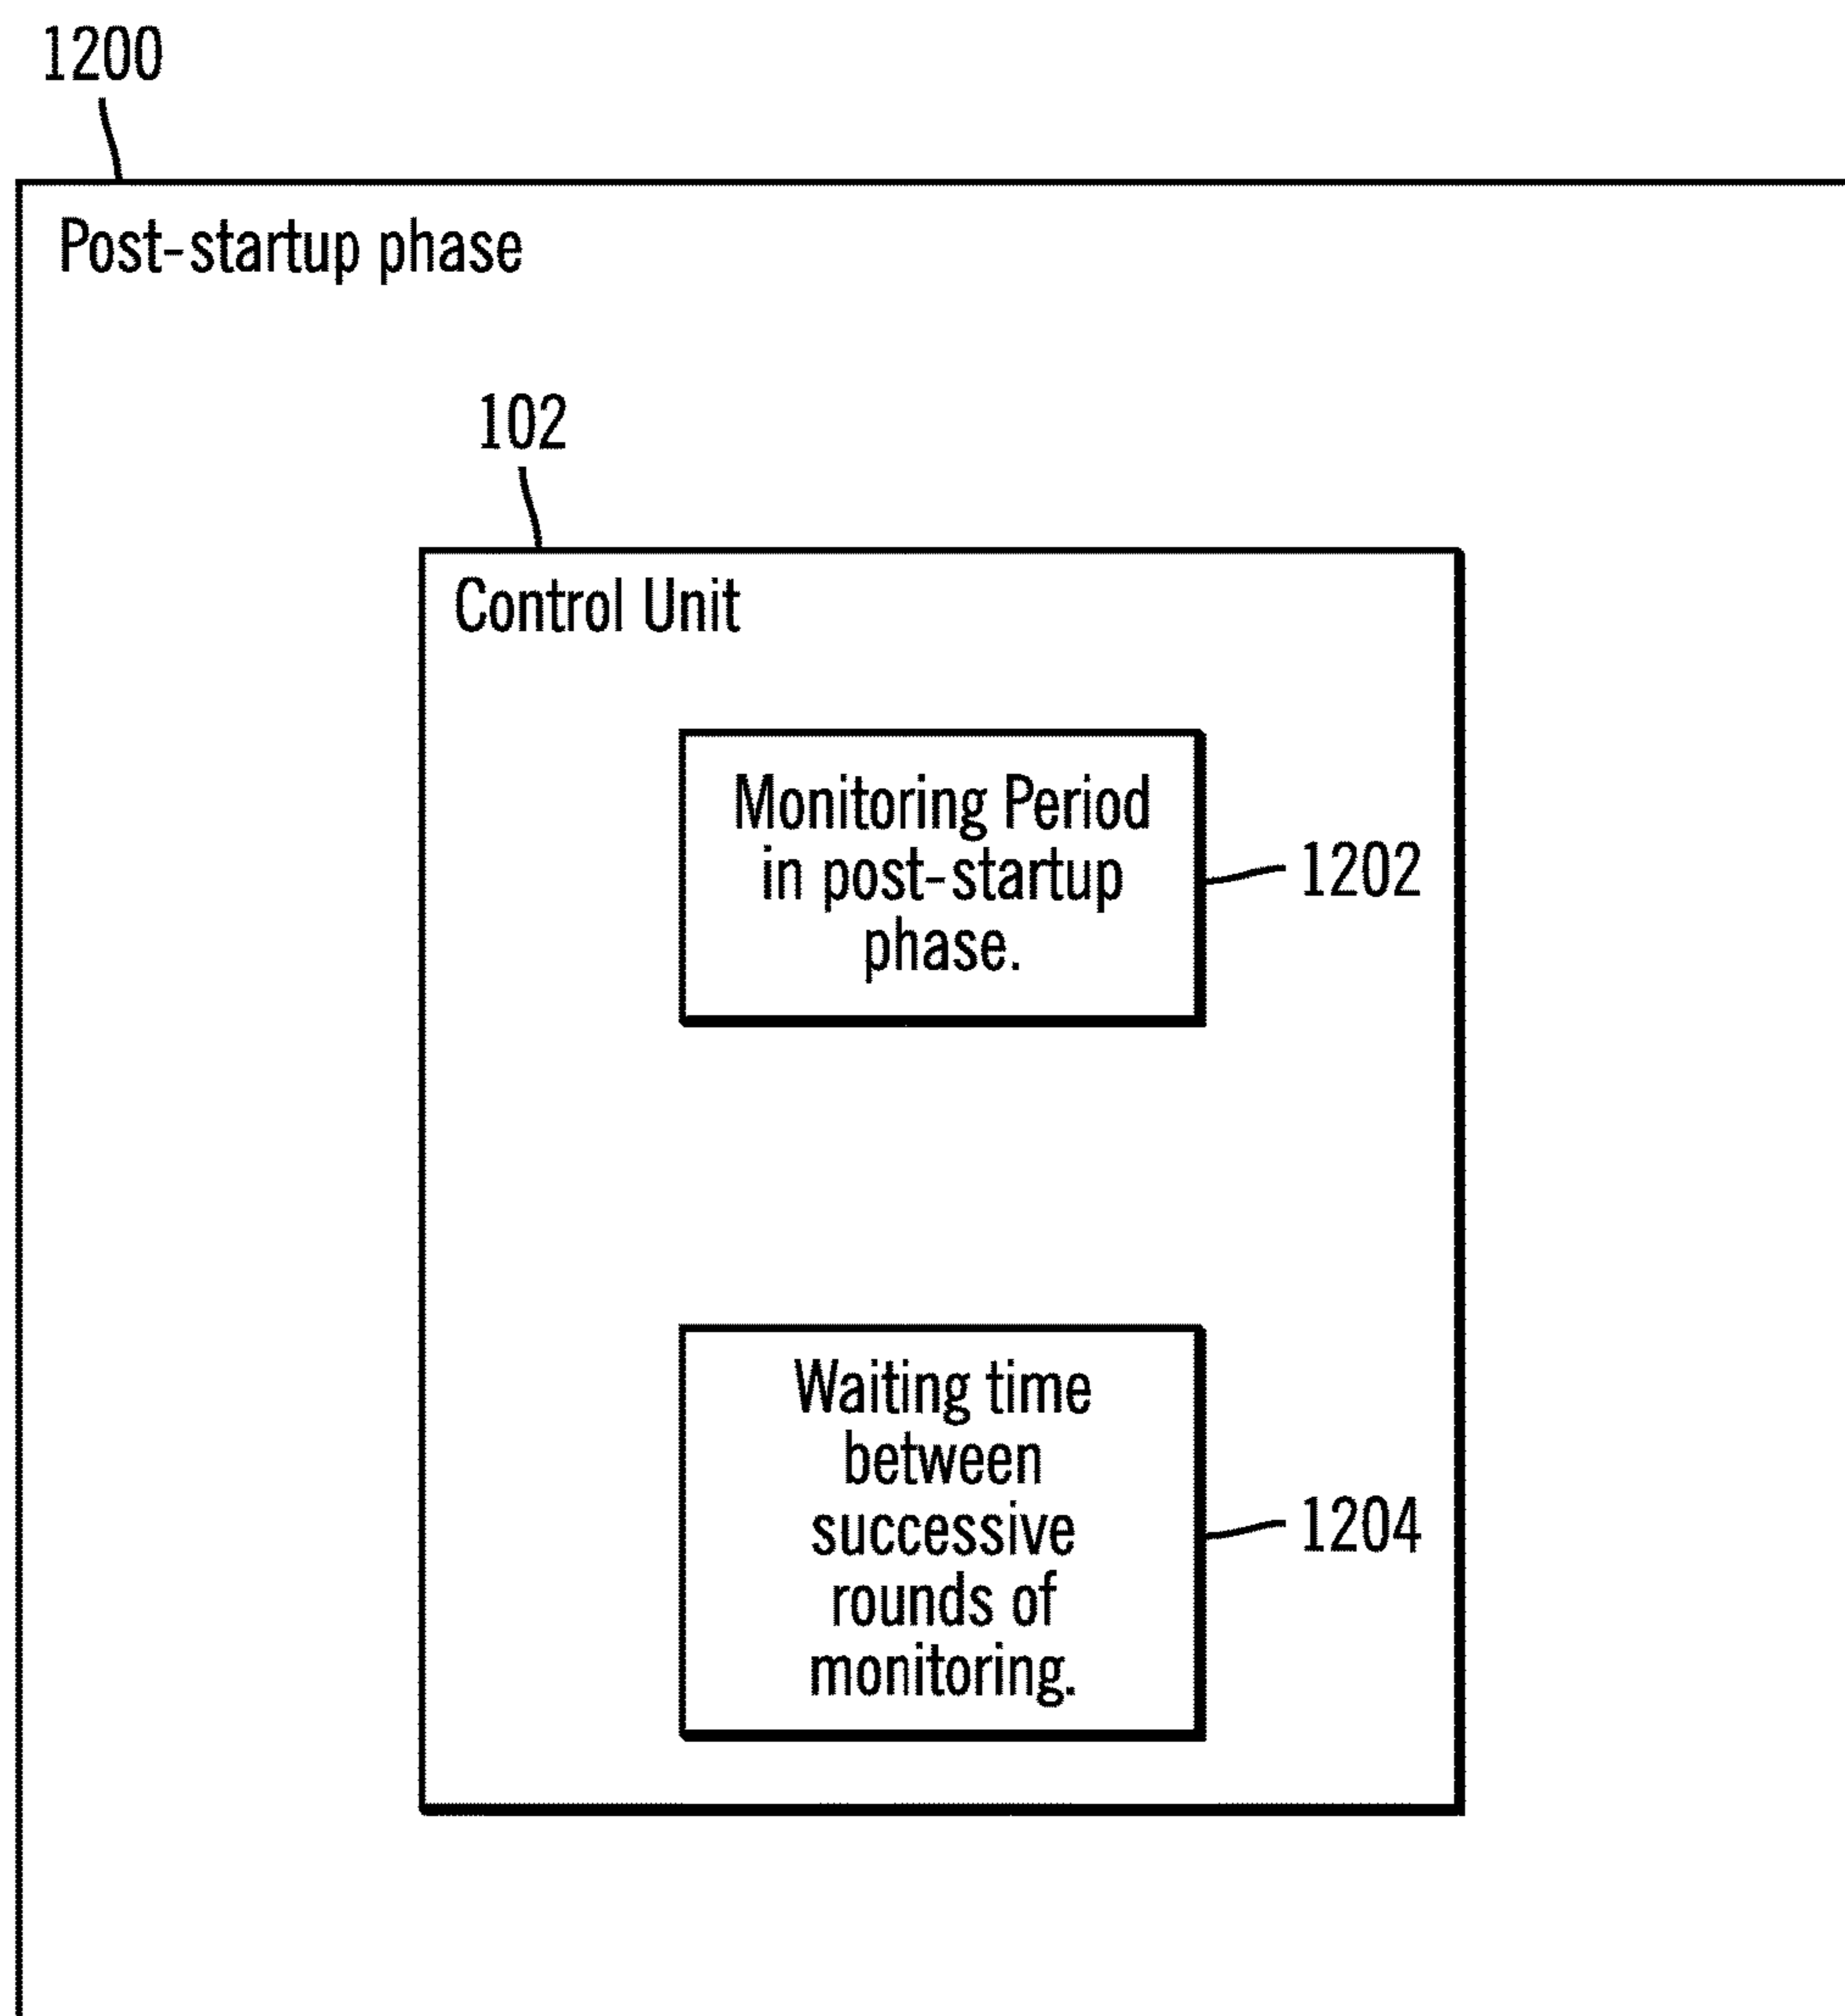 1200
Post-startup phase
102
Control Unit
Monitoring Period
in post-startup
phase.
1202
Waiting time
between
successive
rounds of
monitoring.
1204